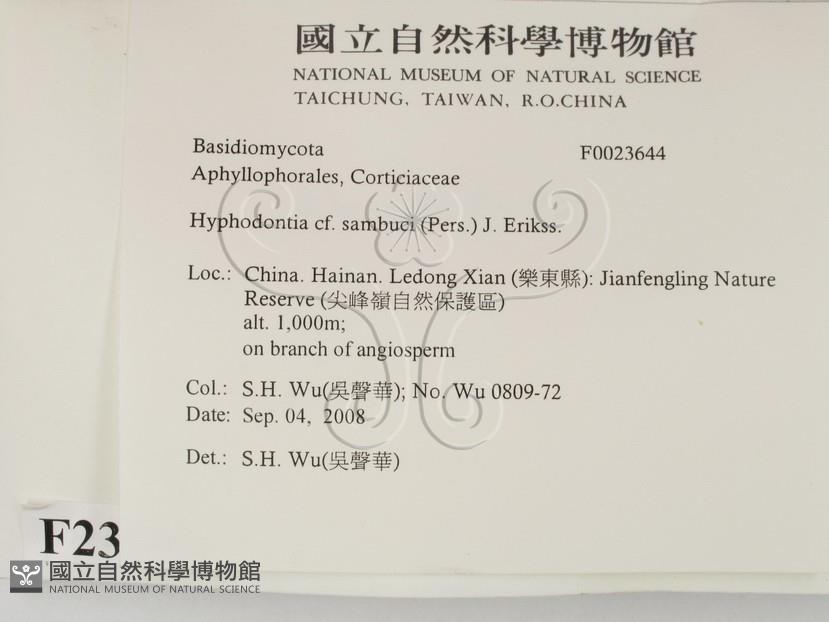 國立自然科學博物館
NATIONAL MUSEUM OF NATURAL SCIENCE
TAICHUNG, TAIWAN, R.O.CHINA
Basidiomycota F0023644
Aphyllophorales, Corticiaceae
Hyphodontia cf. sambuci (Pers.) J. Erikss.
Loc.: China. Hainan. Ledong Xian (樂東縣): Jianfengling Nature
Reserve (尖峰嶺自然保護區)
alt. 1,000m;
on branch of angiosperm
Col.: S.H. Wu(吳聲華); No. Wu 0809-72
Date: Sep. 04, 2008
Det.: S.H. Wu(吳聲華)
F23
國立自然科學博物館
NATIONAL MUSEUM OF NATURAL SCIENCE